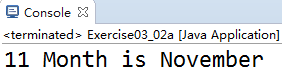 Console
<terminated> Exercise03_02a [Java Application]
11 Month is November